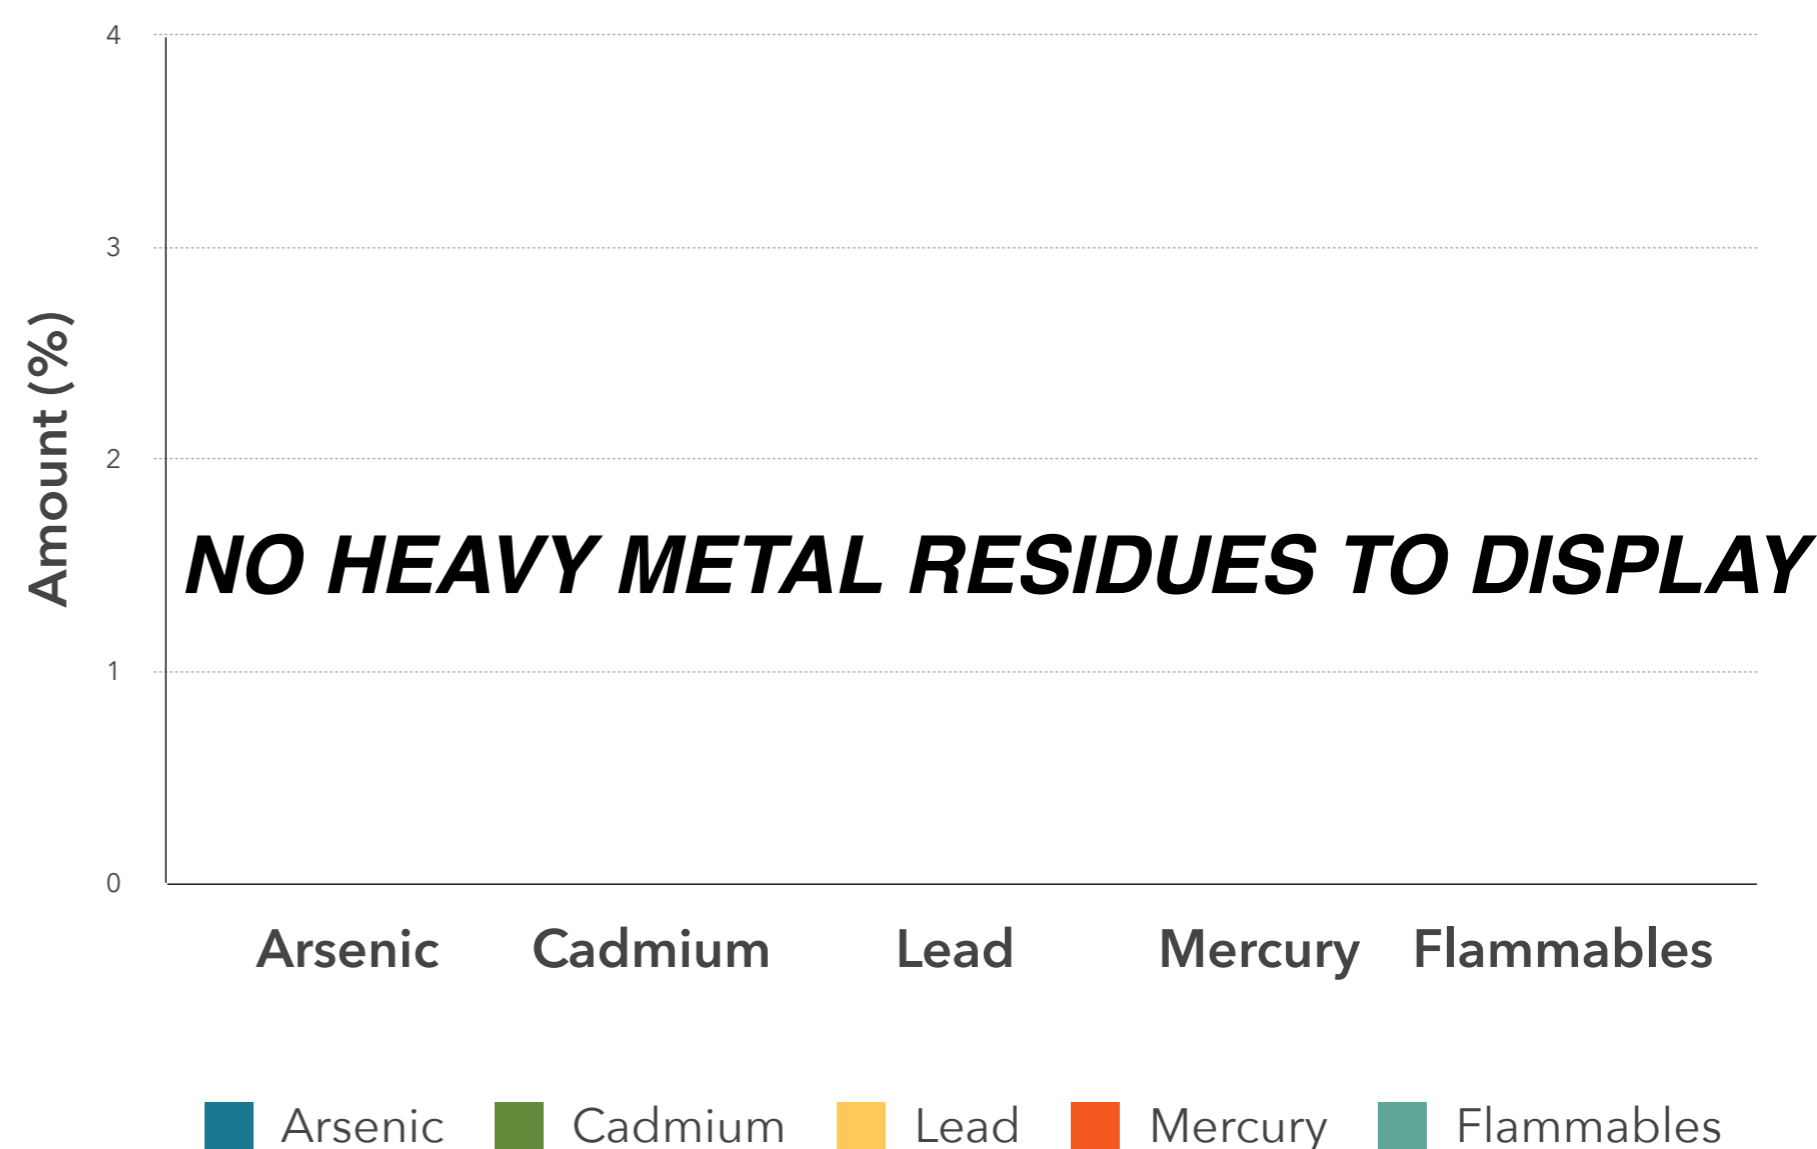 4
3
Amount (%)
2
NO HEAVY METAL RESIDUES TO DISPLAY
1
0
Arsenic Cadmium Lead Mercury Flammables
Arsenic Cadmium Lead Mercury Flammables